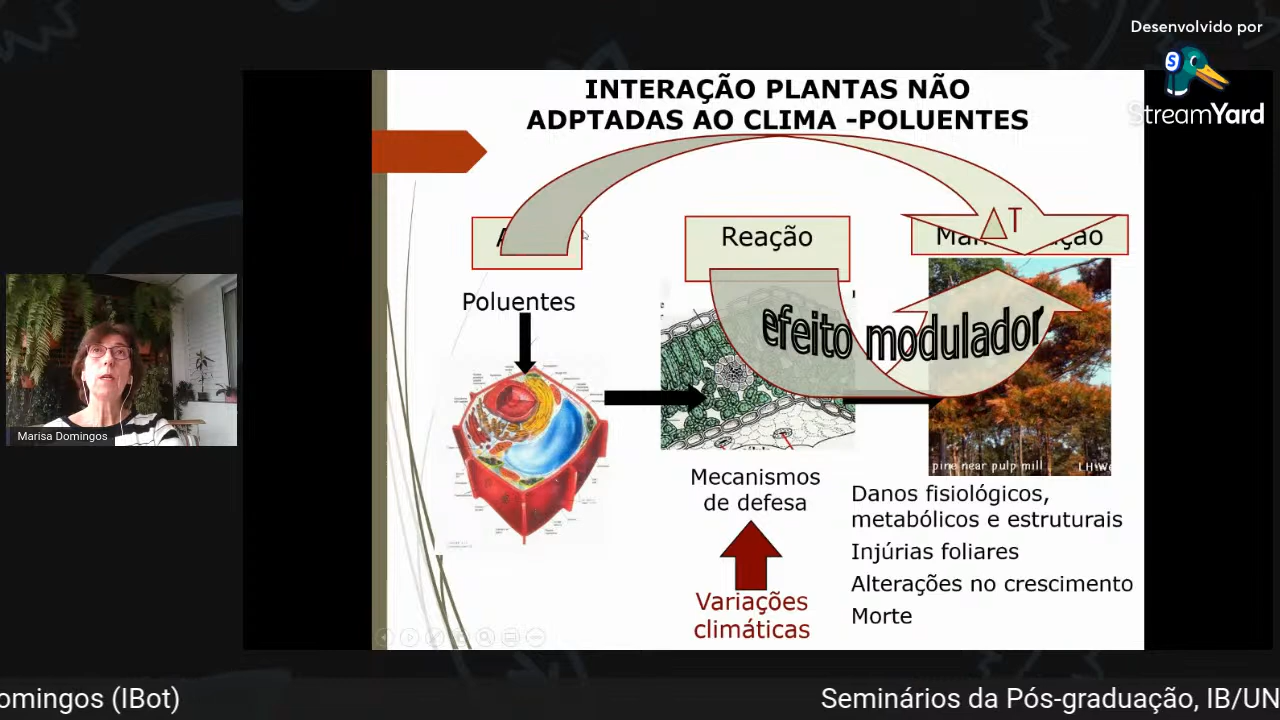 Desenvolvido por
StreamYard
INTERAÇÃO PLANTAS NÃO
ADPTADAS AO CLIMA -POLUENTES
Reação
ΔT
Poluentes
efeito modulador
pine near pulp mill
Mecanismos
de defesa
Variações
climáticas
Danos fisiológicos,
metabólicos e estruturais
Injúrias foliares
Alterações no crescimento
Morte
Marisa Domingos
omingos (IBot)
Seminários da Pós-graduação, IB/UN